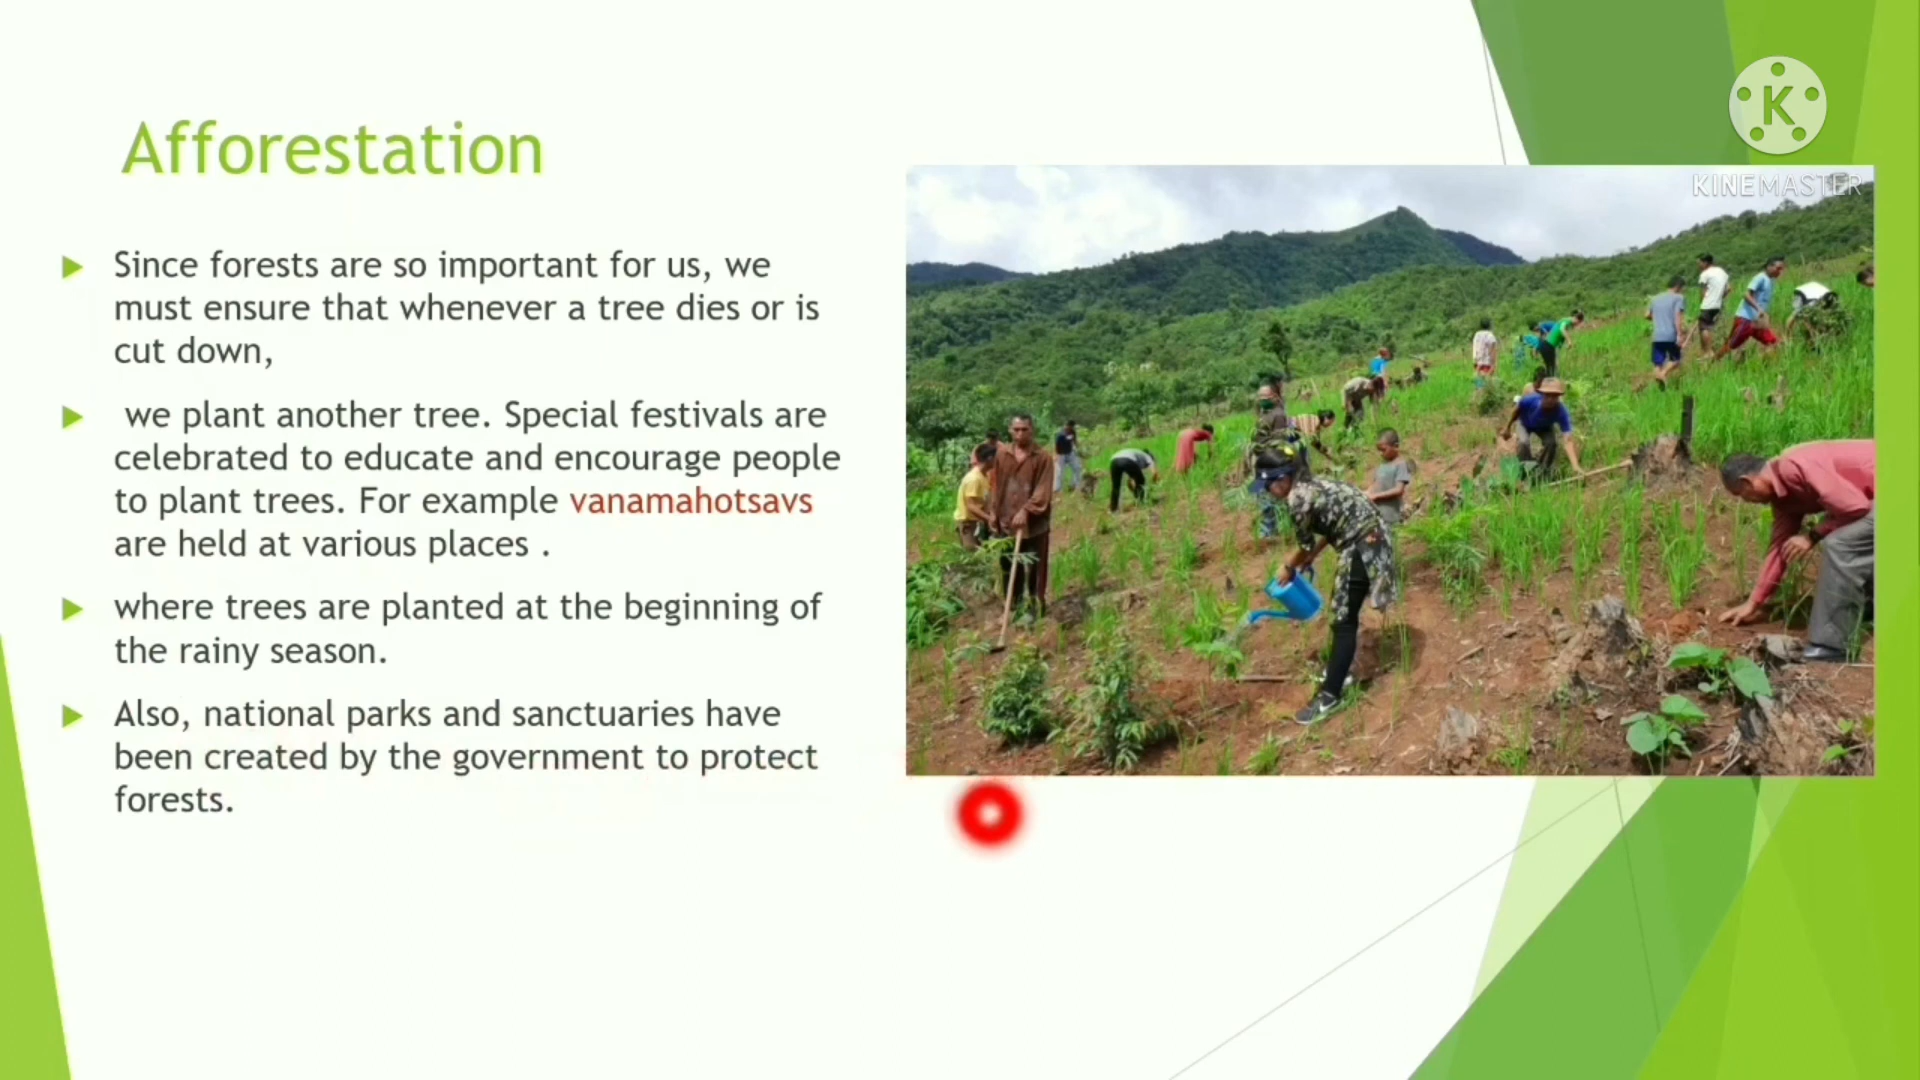 Afforestation
Since forests are so important for us, we
must ensure that whenever a tree dies or is
cut down,
we plant another tree. Special festivals are
celebrated to educate and encourage people
to plant trees. For example vanamahotsavs
are held at various places .
where trees are planted at the beginning of
the rainy season.
Also, national parks and sanctuaries have
been created by the government to protect
forests.
K
KINEMASTER